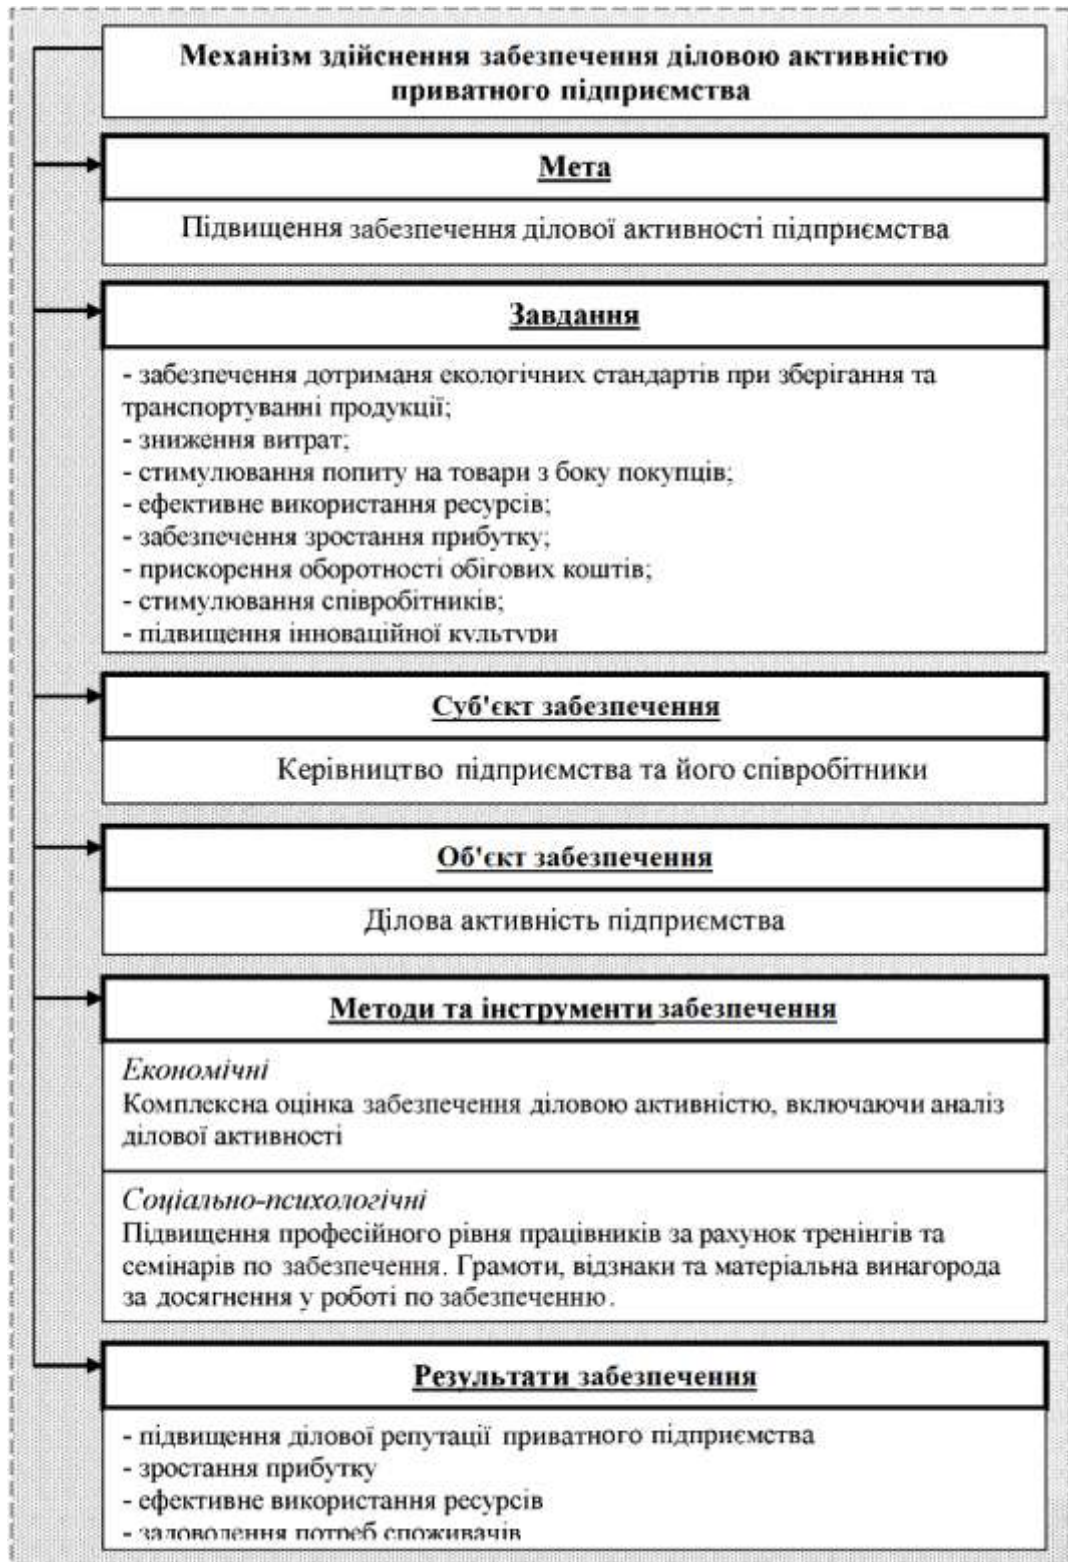 Механізм здійснення забезпечення діловою активністю
приватного підприємства
Мета
Підвищення забезпечення ділової активності підприємства
Завдання
- забезпечення дотриманя екологічних стандартів при зберігання та
транспортуванні продукції;
- зниження витрат;
- стимулювання попиту на товари з боку покупців;
- ефективне використання ресурсів;
- забезпечення зростання прибутку;
- прискорення оборотності обігових коштів;
- стимулювання співробітників;
- підвищення інноваційної культури
Суб'єкт забезпечення
Керівництво підприємства та його співробітники
Об'єкт забезпечення
Ділова активність підприємства
Методи та інструменти забезпечення
Економічні
Комплексна оцінка забезпечення діловою активністю, включаючи аналіз
ділової активності
Соціально-психологічні
Підвищення професійного рівня працівників за рахунок тренінгів та
семінарів по забезпечення. Грамоти, відзнаки та матеріальна винагорода
за досягнення у роботі по забезпеченню.
Результати забезпечення
- підвищення ділової репутації приватного підприємства
- зростання прибутку
- ефективне використання ресурсів
- задоволення потреб споживачів